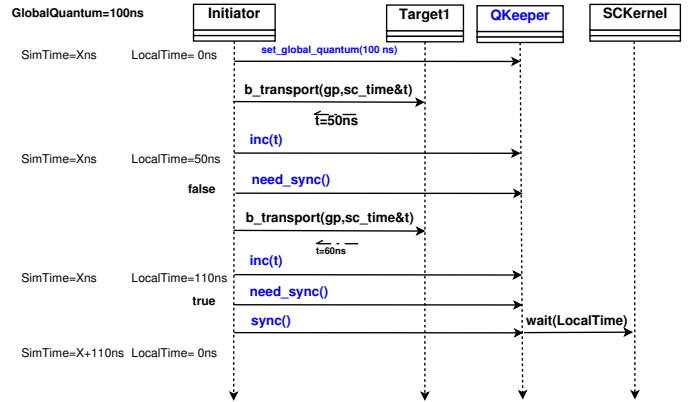 GlobalQuantum=100ns Initiator Target1 QKeeper SCKernel
SimTime=Xns LocalTime= 0ns set_global_quantum(100 ns)
b_transport(gp,sc_time&t)
t=50ns
inc(t)
SimTime=Xns LocalTime=50ns
false need_sync()
b_transport(gp,sc_time&t)
t=60ns
inc(t)
SimTime=Xns LocalTime=110ns
true need_sync()
sync() wait(LocalTime)
SimTime=X+110ns LocalTime= 0ns